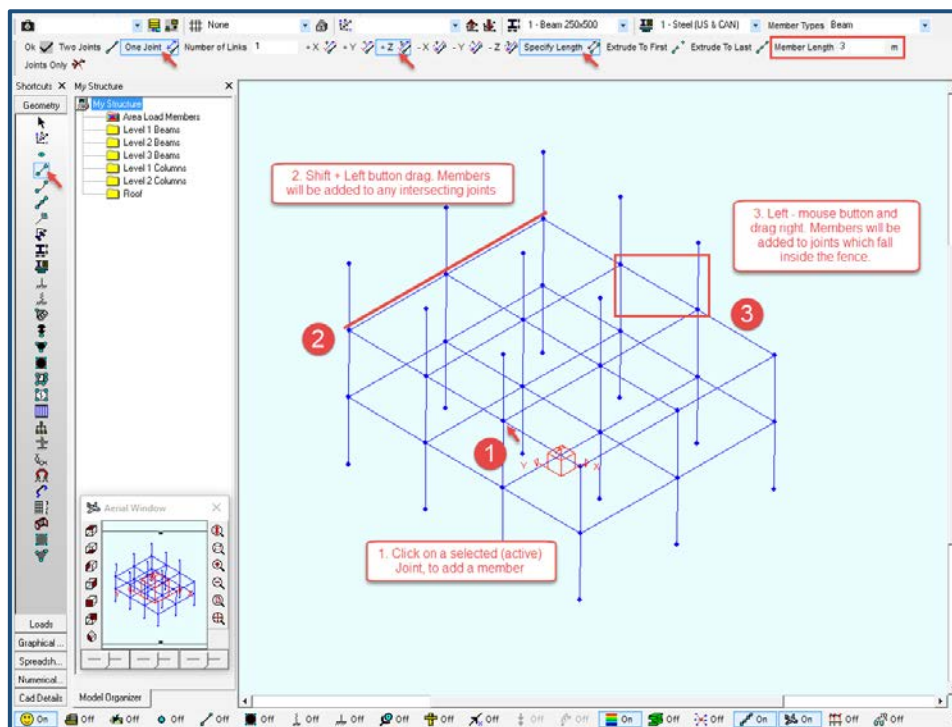 None
1 - Beam 250x500
1 - Steel (US & CAN)
Member Types Beam
Ok Two Joints One Joint Number of Links 1 +X +Y +Z -X -Y -Z Specify Length Extrude To First Extrude To Last Member Length 3 m
Joints Only
Shortcuts X My Structure X
Geometry
My Structure
Area Load Members
Level 1 Beams
Level 2 Beams
Level 3 Beams
Level 1 Columns
Level 2 Columns
Roof
2. Shift + Left button drag. Members
will be added to any intersecting joints
3. Left - mouse button and
drag right. Members will be
added to joints which fall
inside the fence.
2
3
1
Y X
1. Click on a selected (active)
Joint, to add a member
Aerial Window
Loads
Graphical ...
Spreadsh...
Numerical...
Cad Details
Model Organizer
On Off Off Off Off Off Off Off Off Off Off Off Off On Off Off On On Off Off